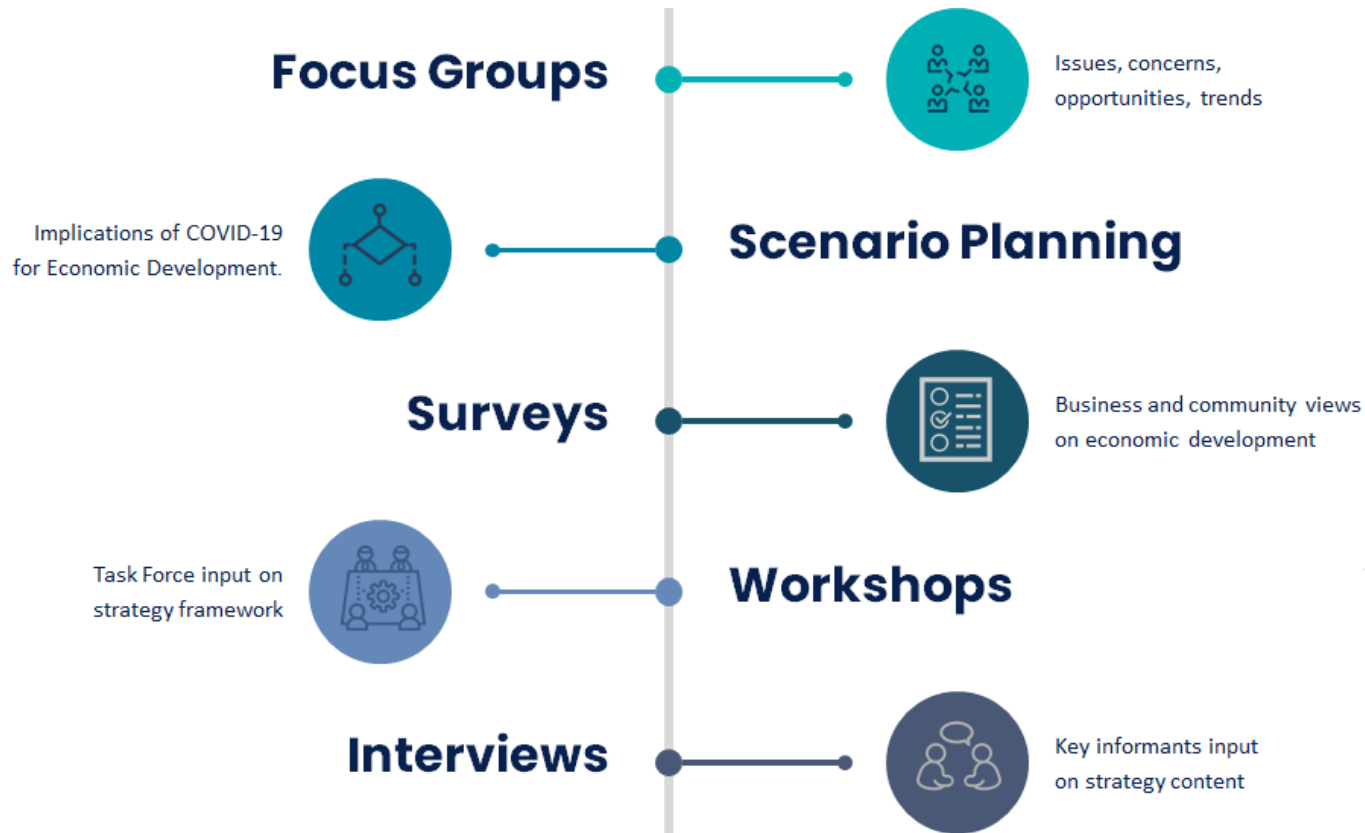 Focus Groups
Issues, concerns,
opportunities, trends
Implications of COVID-19
for Economic Development.
Scenario Planning
Surveys
Business and community views
on economic development
Task Force input on
strategy framework
Workshops
Interviews
Key informants input
on strategy content